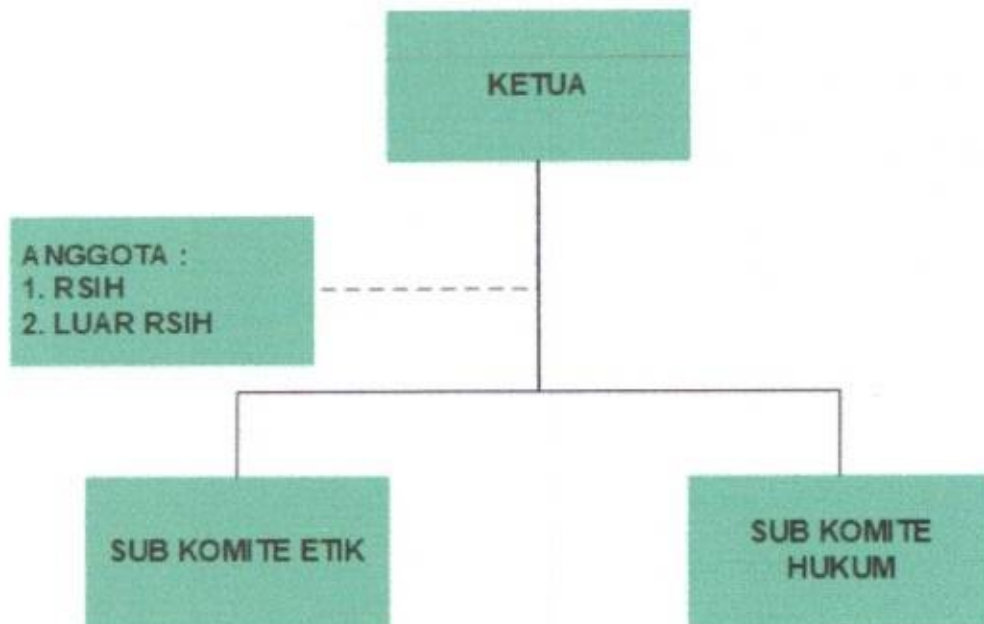 KETUA
ANGGOTA :
1. RSIH
2. LUAR RSIH
SUB KOMITE ETIK
SUB KOMITE
HUKUM